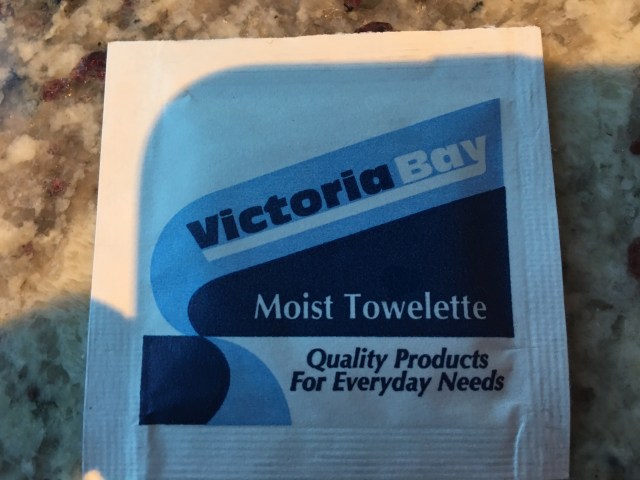 Victoria Bay
Moist Towelette
Quality Products
For Everyday Needs